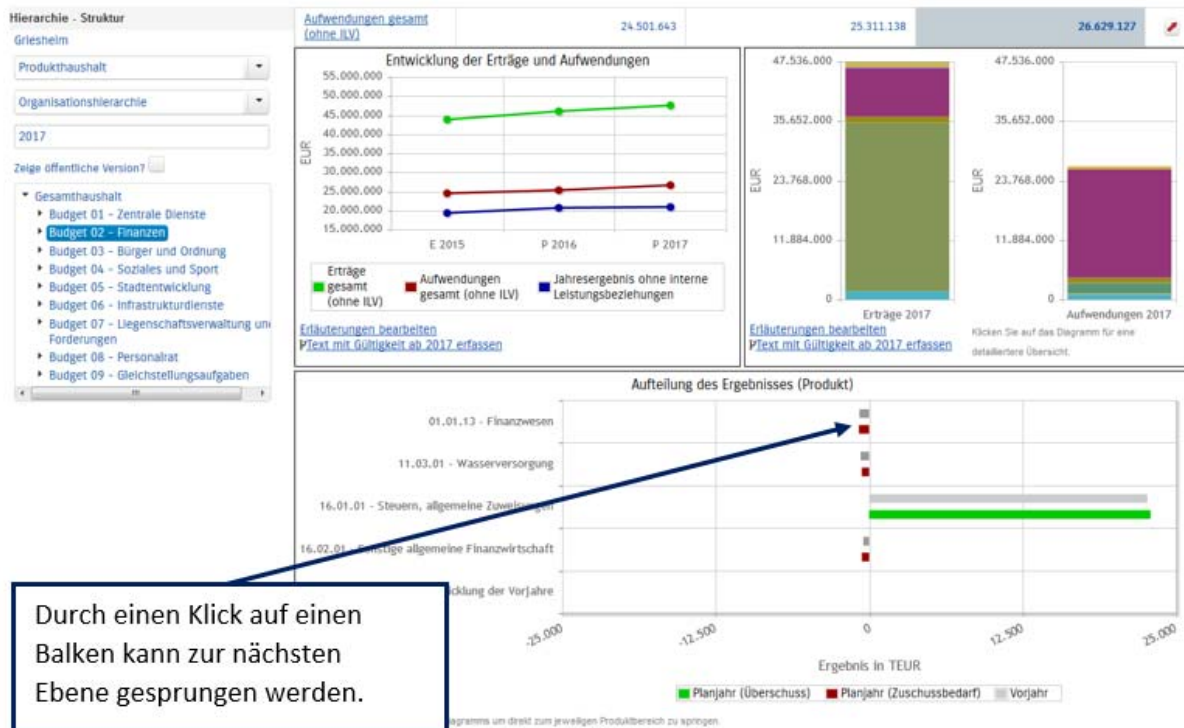 Hierarchie - Struktur
Griesheim
Produkthaushalt
Organisationshierarchie
2017
Zeige öffentliche Version?
Gesamthaushalt
Budget 01 - Zentrale Dienste
Budget 02 - Finanzen
Budget 03 - Bürger und Ordnung
Budget 04 - Soziales und Sport
Budget 05 - Stadtentwicklung
Budget 06 - Infrastrukturdienste
Budget 07 - Liegenschaftsverwaltung und
Forderungen
Budget 08 - Personalrat
Budget 09 - Gleichstellungsaufgaben
Aufwendungen gesamt
(ohne ILV)
24.501.643 25.311.138 26.629.127
Entwicklung der Erträge und Aufwendungen
55.000.000
50.000.000
45.000.000
40.000.000
35.000.000
30.000.000
25.000.000
20.000.000
15.000.000
EUR
E 2015 P 2016 P 2017
Erträge
gesamt
(ohne ILV)
Aufwendungen
gesamt (ohne ILV)
Jahresergebnis ohne interne
Leistungsbeziehungen
Erläuterungen bearbeiten
Text mit Gültigkeit ab 2017 erfassen
47.536.000
35.652.000
23.768.000
11.884.000
0
EUR
Erträge 2017
47.536.000
35.652.000
23.768.000
11.884.000
0
EUR
Aufwendungen 2017
Erläuterungen bearbeiten
Text mit Gültigkeit ab 2017 erfassen
Klicken Sie auf das Diagramm für eine
detailliertere Übersicht.
Aufteilung des Ergebnisses (Produkt)
01.01.13 - Finanzwesen
11.03.01 - Wasserversorgung
16.01.01 - Steuern, allgemeine Zuweisungen
16.02.01 - Sonstige allgemeine Finanzwirtschaft
icklung der Vorjahre
-25.000 -12.500 0 12.500 25.000
Ergebnis in TEUR
Planjahr (Überschuss) Planjahr (Zuschussbedarf) Vorjahr
agramms um direkt zum jeweiligen Produktbereich zu springen.
Durch einen Klick auf einen
Balken kann zur nächsten
Ebene gesprungen werden.